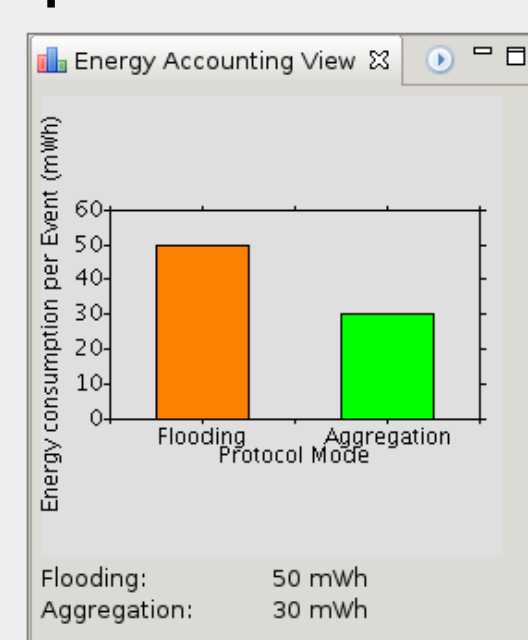 Energy Accounting View
Energy consumption per Event (mWh)
60
50
40
30
20
10
0
Flooding Aggregation
Protocol Mode
Flooding: 50 mWh
Aggregation: 30 mWh